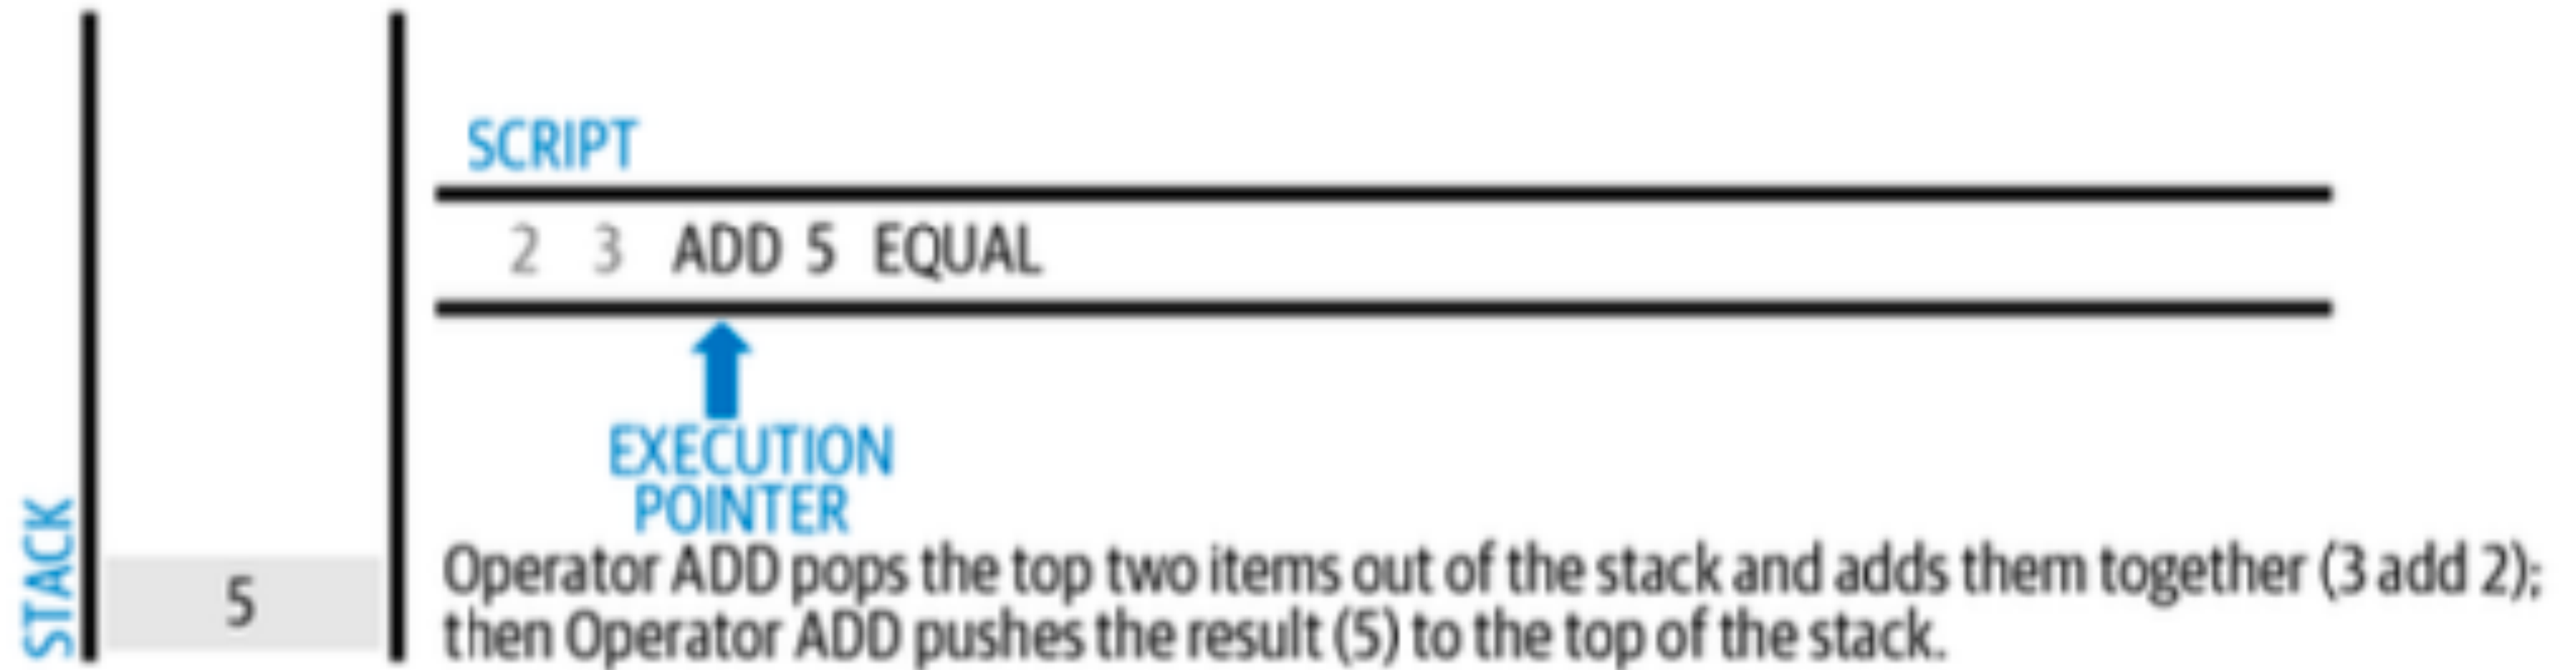 SCRIPT
2 3 ADD 5 EQUAL
EXECUTION
POINTER
STACK
5
Operator ADD pops the top two items out of the stack and adds them together (3 add 2);
then Operator ADD pushes the result (5) to the top of the stack.